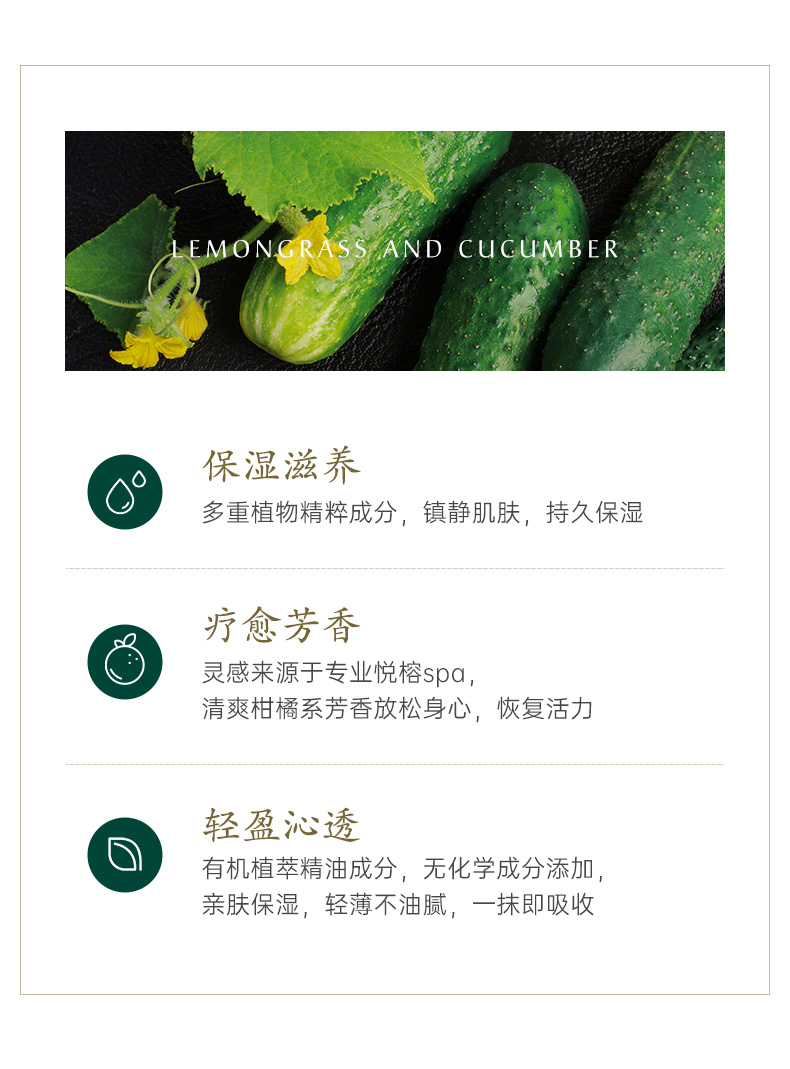 LEMONGRASS AND CUCUMBER
保湿滋养
多重植物精粹成分，镇静肌肤，持久保湿
疗愈芳香
灵感来源于专业悦榕spa，
清爽柑橘系芳香放松身心，恢复活力
轻盈沁透
有机植萃精油成分，无化学成分添加，
亲肤保湿，轻薄不油腻，一抹即吸收